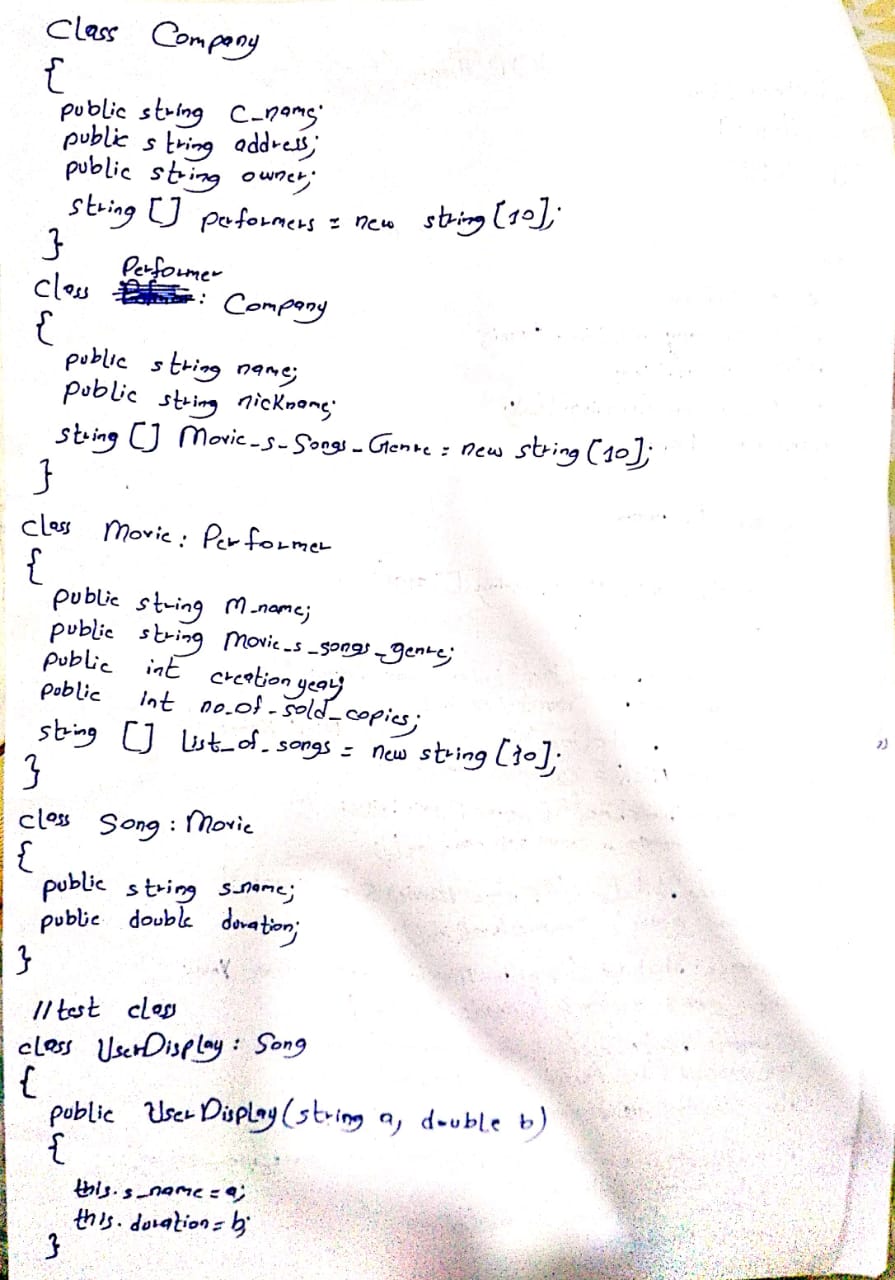 Class Company
{
public string c_name;
public string address;
public string owner;
string [] performers = new string [10];
}
Performer
class : Company
{
public string name;
public string nickname;
string [] Movie_s_Songs_Genre = new string [10];
}
class Movie : Performer
{
public string M_name;
public string Movie_s_songs_genre;
public int creation year;
public int no_of_sold_copies;
string [] List_of_songs = new string [10];
}
class Song : Movie
{
public string s_name;
public double duration;
}
//test class
class UserDisplay : Song
{
public UserDisplay (string a, double b)
{
this.s_name = a;
this.duration = b;
}